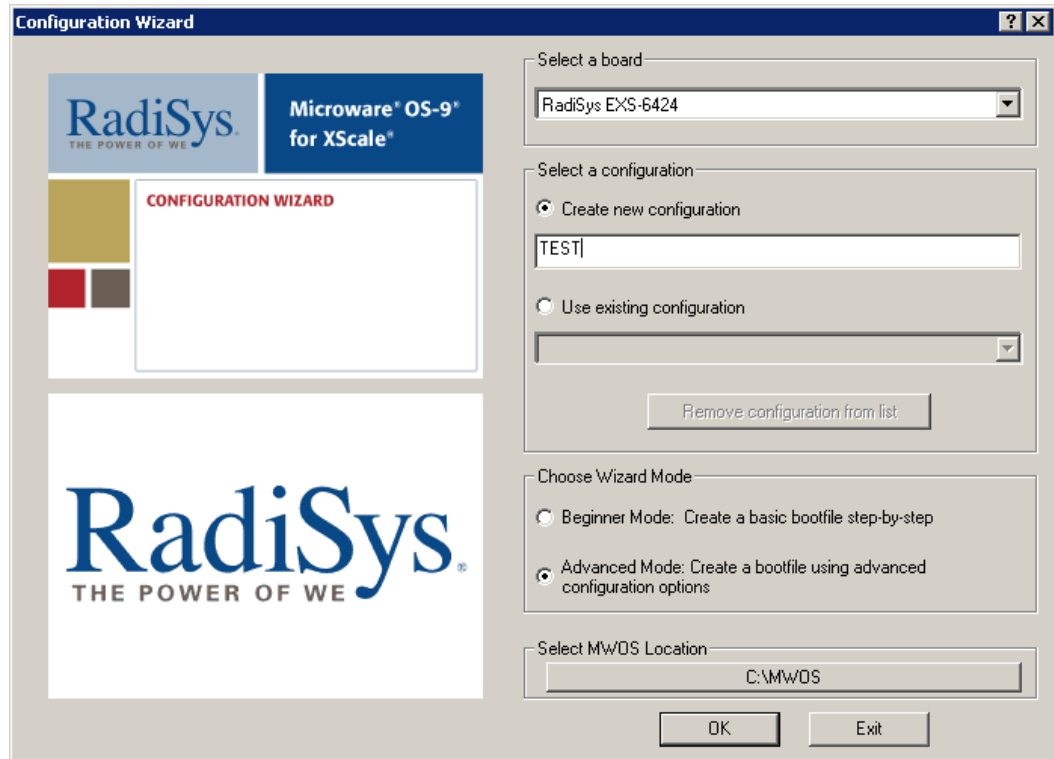 Configuration Wizard
RadiSys.
THE POWER OF WE
Microware® OS-9®
for XScale®
CONFIGURATION WIZARD
RadiSys®
THE POWER OF WE
Select a board
RadiSys EXS-6424
Select a configuration
Create new configuration
TEST
Use existing configuration
Remove configuration from list
Choose Wizard Mode
Beginner Mode: Create a basic bootfile step-by-step
Advanced Mode: Create a bootfile using advanced
configuration options
Select MWOS Location
C:\MWOS
OK
Exit